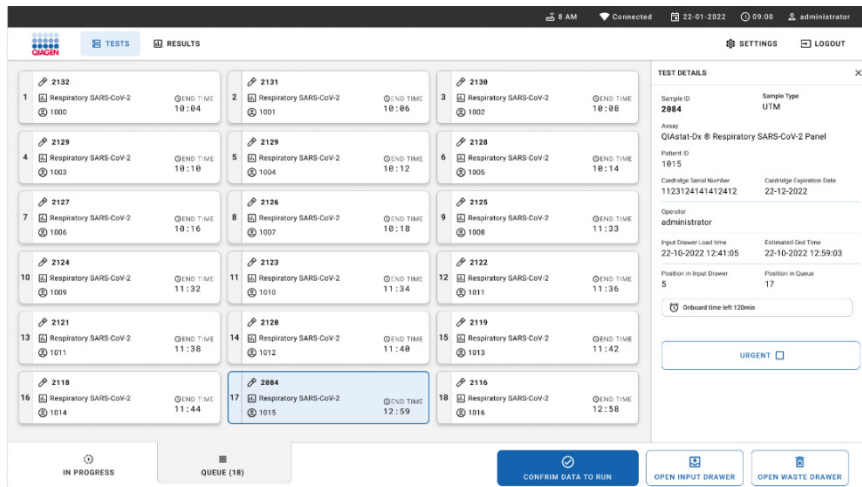 8 AM Connected 22-01-2022 09:00 administrator
QIAGEN TESTS RESULTS SETTINGS LOGOUT
1 2132 Respiratory SARS-CoV-2 1000 END TIME 10:04
2 2131 Respiratory SARS-CoV-2 1001 END TIME 10:06
3 2130 Respiratory SARS-CoV-2 1002 END TIME 10:08
4 2129 Respiratory SARS-CoV-2 1003 END TIME 10:10
5 2129 Respiratory SARS-CoV-2 1004 END TIME 10:12
6 2128 Respiratory SARS-CoV-2 1005 END TIME 10:14
7 2127 Respiratory SARS-CoV-2 1006 END TIME 10:16
8 2126 Respiratory SARS-CoV-2 1007 END TIME 10:18
9 2125 Respiratory SARS-CoV-2 1008 END TIME 11:33
10 2124 Respiratory SARS-CoV-2 1009 END TIME 11:32
11 2123 Respiratory SARS-CoV-2 1010 END TIME 11:34
12 2122 Respiratory SARS-CoV-2 1011 END TIME 11:36
13 2121 Respiratory SARS-CoV-2 1011 END TIME 11:38
14 2120 Respiratory SARS-CoV-2 1012 END TIME 11:40
15 2119 Respiratory SARS-CoV-2 1013 END TIME 11:42
16 2118 Respiratory SARS-CoV-2 1014 END TIME 11:44
17 2084 Respiratory SARS-CoV-2 1015 END TIME 12:59
18 2116 Respiratory SARS-CoV-2 1016 END TIME 12:58
TEST DETAILS
Sample ID Sample Type
2084 UTM
Assay
QIAstat-Dx ® Respiratory SARS-CoV-2 Panel
Patient ID
1015
Cardridge Serial Number Cardridge Expiration Date
1123124141412412 22-12-2022
Operator
administrator
Input Drawer Load time Estimated End Time
22-10-2022 12:41:05 22-10-2022 12:59:03
Position in Input Drawer Position in Queue
5 17
Onboard time left 120min
URGENT
IN PROGRESS QUEUE (18) CONFRIM DATA TO RUN OPEN INPUT DRAWER OPEN WASTE DRAWER